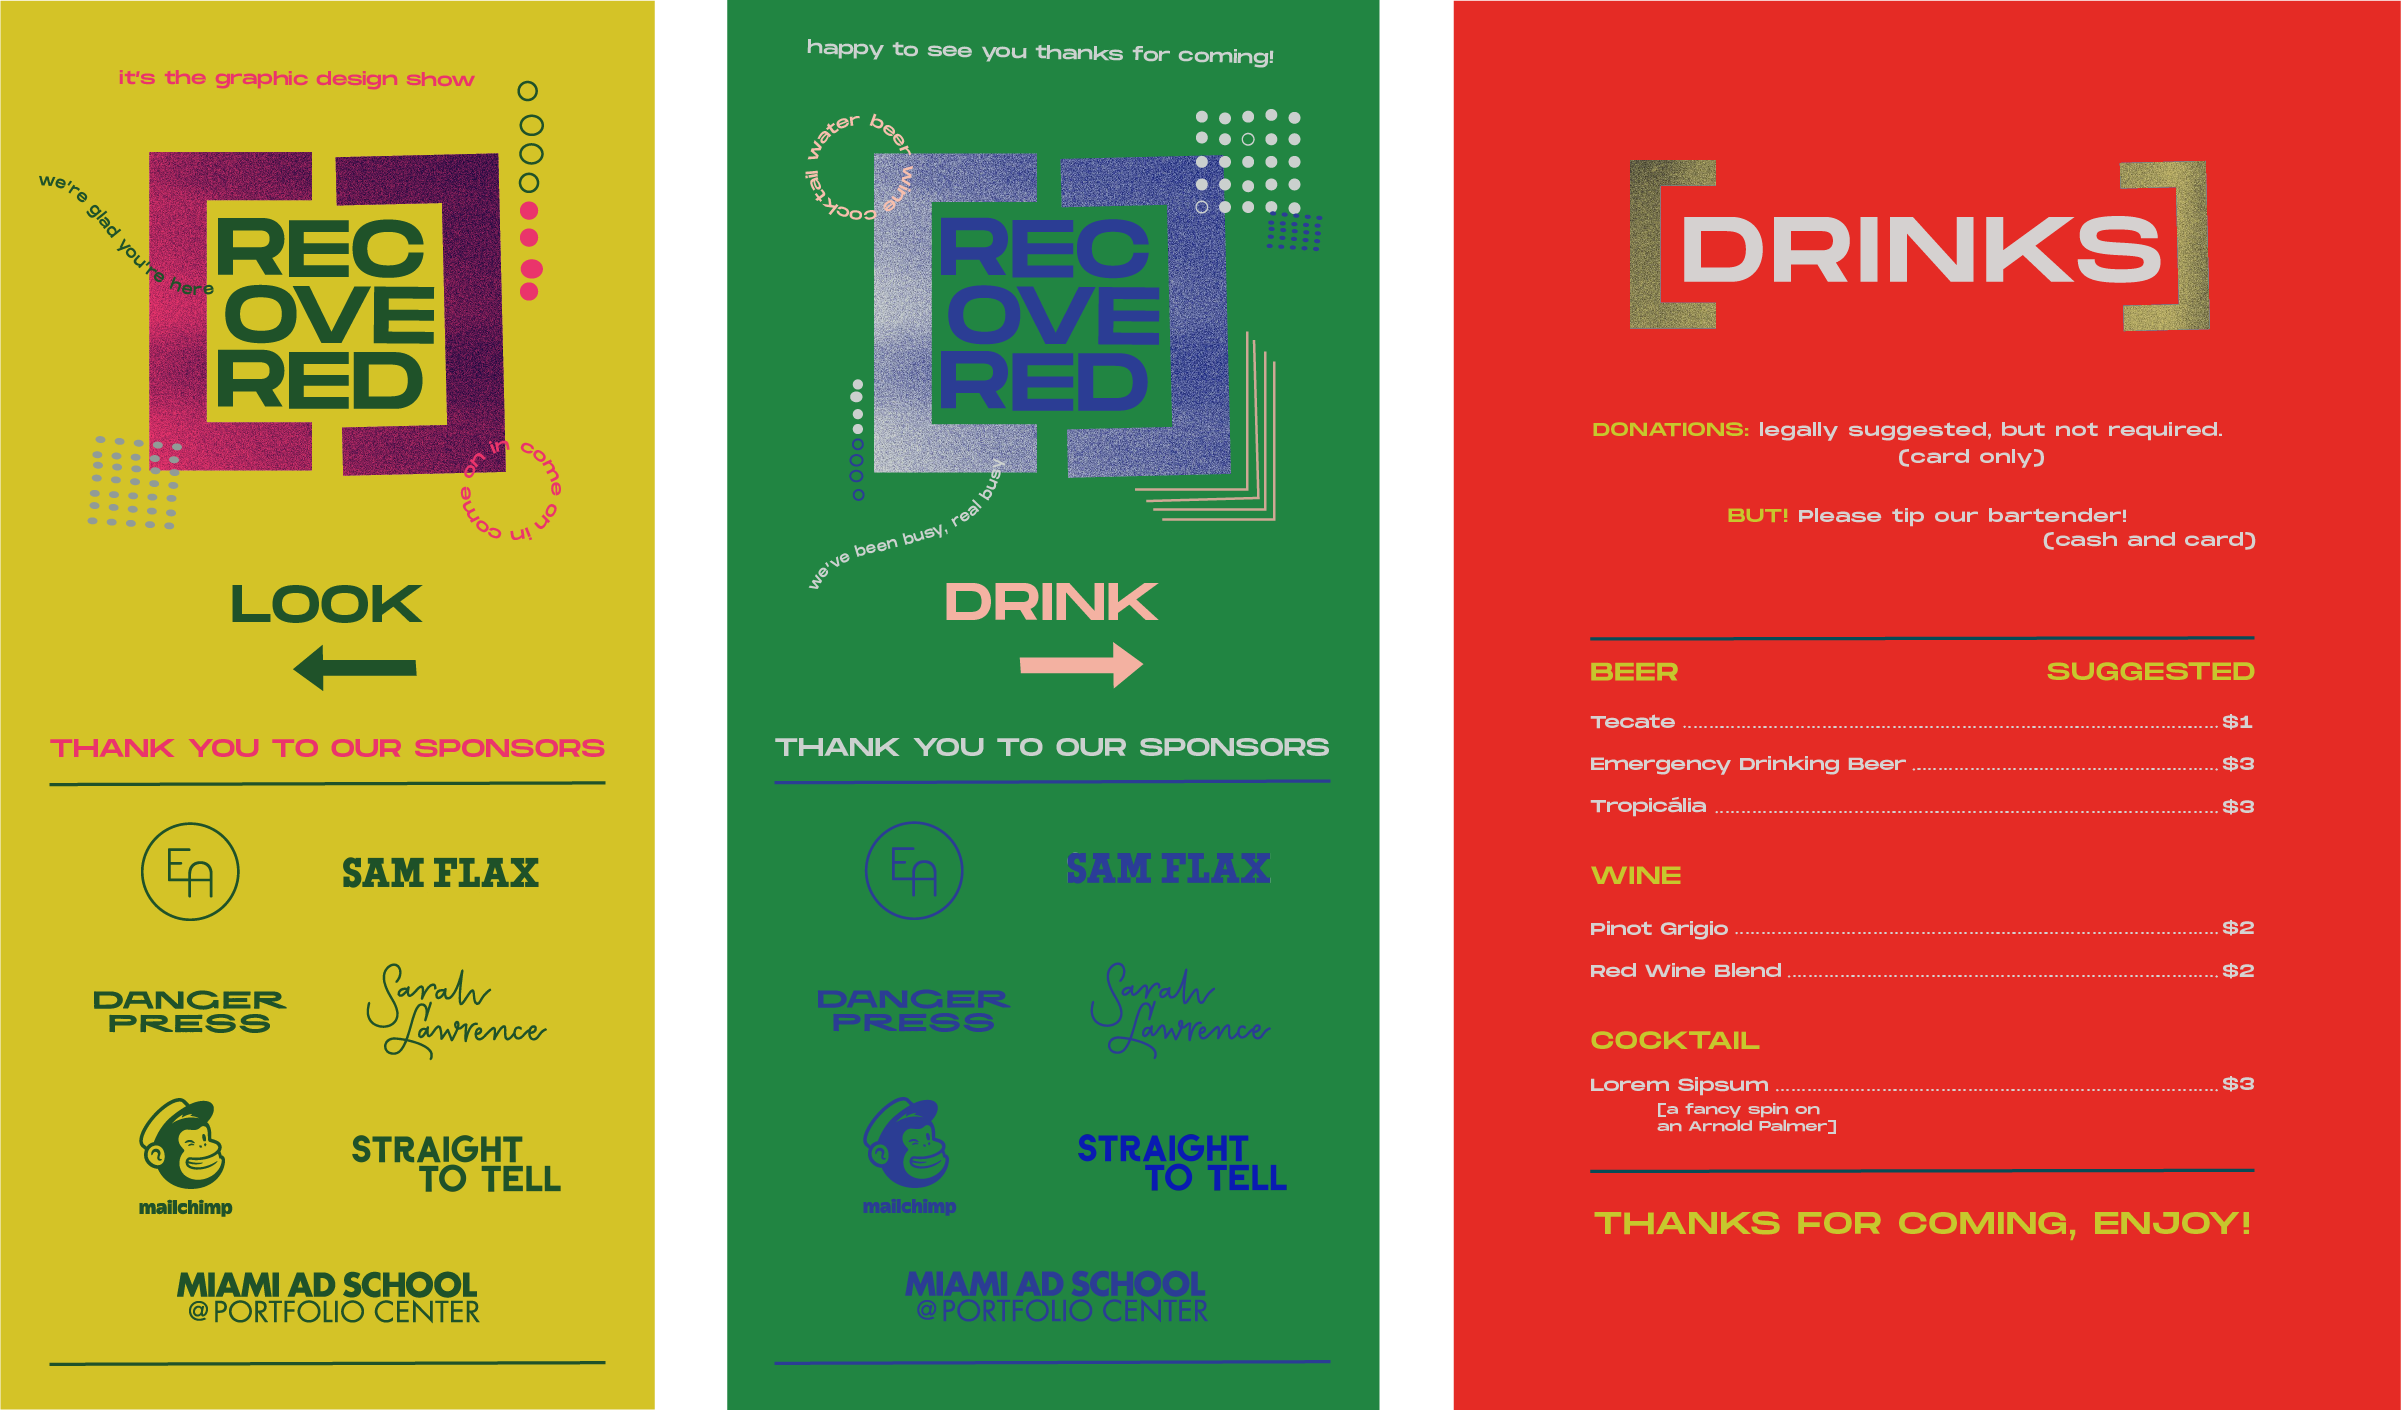 it's the graphic design show
we're glad you're here
REC
OVE
RED
come on in come on in
LOOK
THANK YOU TO OUR SPONSORS
EA
SAM FLAX
DANGER
PRESS
Sarah
Lawrence
mailchimp
STRAIGHT
TO TELL
MIAMI AD SCHOOL
@PORTFOLIO CENTER
happy to see you thanks for coming!
water beer wine cocktail
REC
OVE
RED
we've been busy, real busy
DRINK
THANK YOU TO OUR SPONSORS
EA
SAM FLAX
DANGER
PRESS
Sarah
Lawrence
mailchimp
STRAIGHT
TO TELL
MIAMI AD SCHOOL
@PORTFOLIO CENTER
[DRINKS]
DONATIONS: legally suggested, but not required.
(card only)
BUT! Please tip our bartender!
(cash and card)
BEER SUGGESTED
Tecate $1
Emergency Drinking Beer $3
Tropicália $3
WINE
Pinot Grigio $2
Red Wine Blend $2
COCKTAIL
Lorem Sipsum $3
[a fancy spin on
an Arnold Palmer]
THANKS FOR COMING, ENJOY!